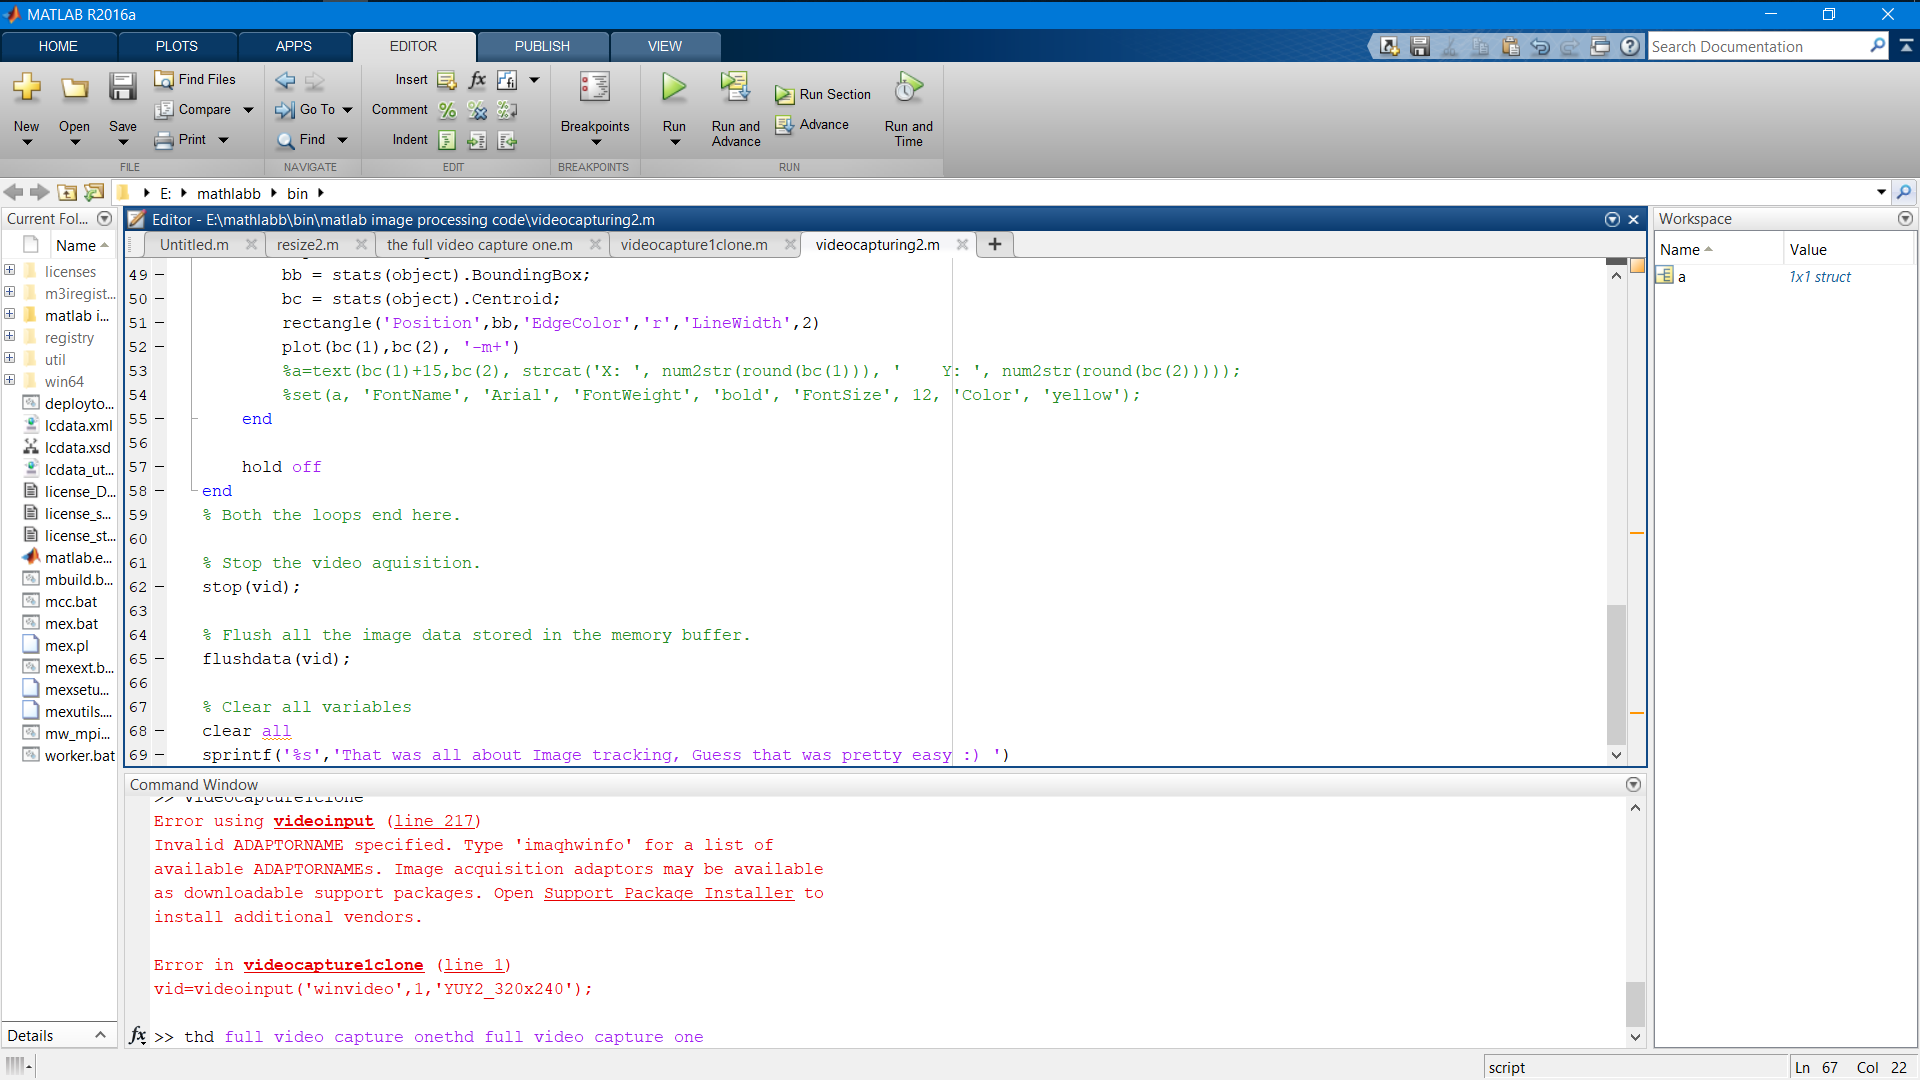 MATLAB R2016a
HOME PLOTS APPS EDITOR PUBLISH VIEW
Search Documentation
New Open Save
Find Files
Compare
Print
FILE
Go To
Find
NAVIGATE
Insert
Comment
Indent
EDIT
Breakpoints
BREAKPOINTS
Run
Run and Advance
Run Section
Advance
Run and Time
RUN
E: mathlabb bin
Current Fol...
Name
licenses
m3iregist...
matlab i...
registry
util
win64
deployto...
lcdata.xml
lcdata.xsd
lcdata_ut...
license_D...
license_s...
license_st...
matlab.e...
mbuild.b...
mcc.bat
mex.bat
mex.pl
mexext.b...
mexsetu...
mexutils....
mw_mpi...
worker.bat
Details
Editor - E:\mathlabb\bin\matlab image processing code\videocapturing2.m
Untitled.m resize2.m the full video capture one.m videocapture1clone.m videocapturing2.m +
49 bb = stats(object).BoundingBox;
50 bc = stats(object).Centroid;
51 rectangle('Position',bb,'EdgeColor','r','LineWidth',2)
52 plot(bc(1),bc(2), '-m+')
53 %a=text(bc(1)+15,bc(2), strcat('X: ', num2str(round(bc(1))), '    Y: ', num2str(round(bc(2)))));
54 %set(a, 'FontName', 'Arial', 'FontWeight', 'bold', 'FontSize', 12, 'Color', 'yellow');
55 end
56
57 hold off
58 end
59 % Both the loops end here.
60
61 % Stop the video aquisition.
62 stop(vid);
63
64 % Flush all the image data stored in the memory buffer.
65 flushdata(vid);
66
67 % Clear all variables
68 clear all
69 sprintf('%s','That was all about Image tracking, Guess that was pretty easy :) ')
Command Window
>> videocapture1clone
Error using videoinput (line 217)
Invalid ADAPTORNAME specified. Type 'imaqhwinfo' for a list of
available ADAPTORNAMEs. Image acquisition adaptors may be available
as downloadable support packages. Open Support Package Installer to
install additional vendors.
Error in videocapture1clone (line 1)
vid=videoinput('winvideo',1,'YUY2_320x240');
fx >> thd full video capture onethd full video capture one
Workspace
Name Value
a 1x1 struct
script Ln 67 Col 22